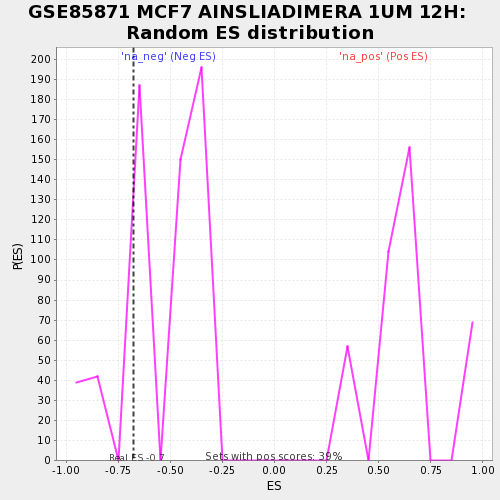 GSE85871 MCF7 AINSLIADIMERA 1UM 12H:
Random ES distribution
'na_neg' (Neg ES)
'na_pos' (Pos ES)
P(ES)
200
190
180
170
160
150
140
130
120
110
100
90
80
70
60
50
40
30
20
10
0
Real ES -0.7
Sets with pos scores: 39%
-1.00 -0.75 -0.50 -0.25 0.00 0.25 0.50 0.75 1.00
ES